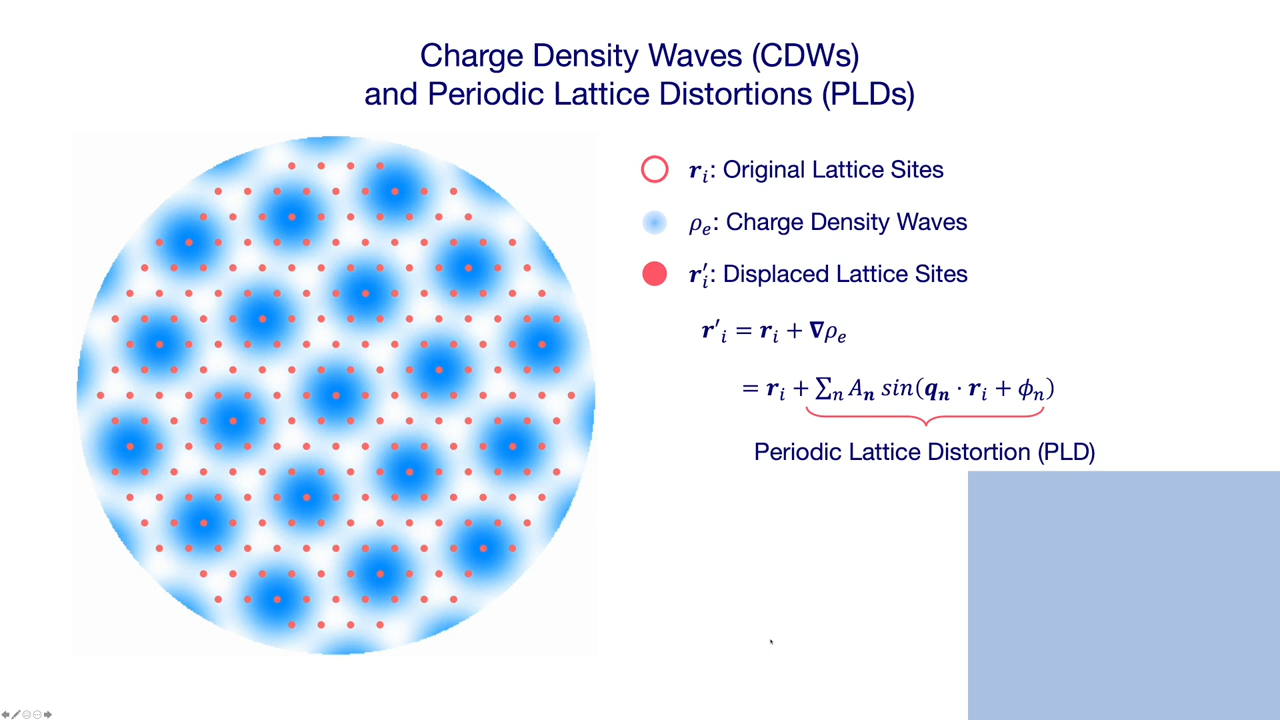 Charge Density Waves (CDWs)
and Periodic Lattice Distortions (PLDs)
𝒓ᵢ: Original Lattice Sites
ρₑ: Charge Density Waves
𝒓′ᵢ: Displaced Lattice Sites
𝒓′ᵢ = 𝒓ᵢ + 𝛁ρₑ
= 𝒓ᵢ + ∑ₙ Aₙ sin(𝒒ₙ · 𝒓ᵢ + ϕₙ)
Periodic Lattice Distortion (PLD)